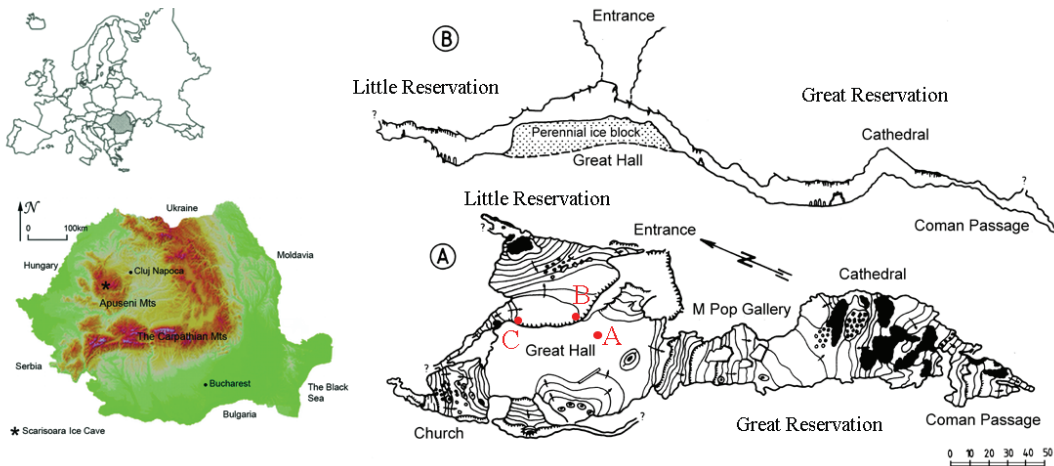 Ukraine
N
0 100km
Hungary
Moldavia
Cluj Napoca
*
Apuseni Mts
The Carpathian Mts
Serbia
Bucharest
The Black
Sea
Bulgaria
* Scarisoara Ice Cave
B
Entrance
Little Reservation
Great Reservation
Perennial ice block
Cathedral
Great Hall
?
?
Coman Passage
Little Reservation
A
Entrance
N
Cathedral
?
M Pop Gallery
B
C
A
Great Hall
?
Church
Great Reservation
Coman Passage
0 10 20 30 40 50